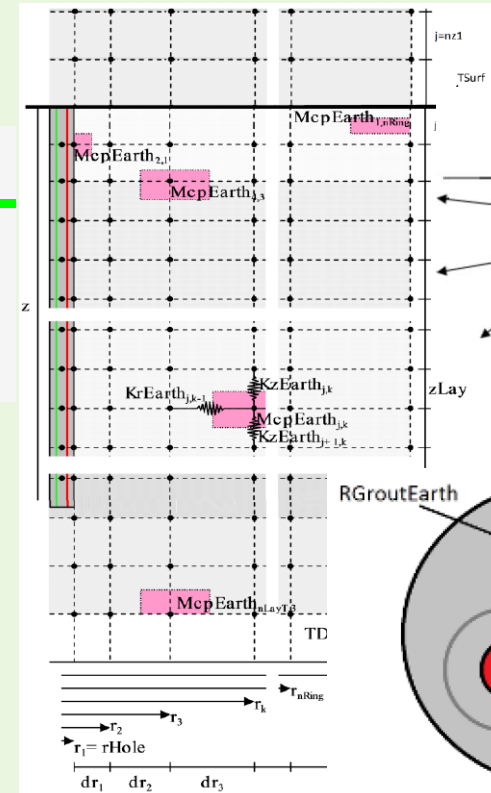 j=nz1
TSurf
McpEarth1,nRing
j
McpEarth2,1
McpEarth4,3
z
KrEarthj,k-1
KzEarthj,k
McpEarthj,k
KzEarthj+1,k
zLay
RGroutEarth
McpEarthnLayT,3
TD
rnRing
rk
r3
r2
r1= rHole
dr1 dr2 dr3